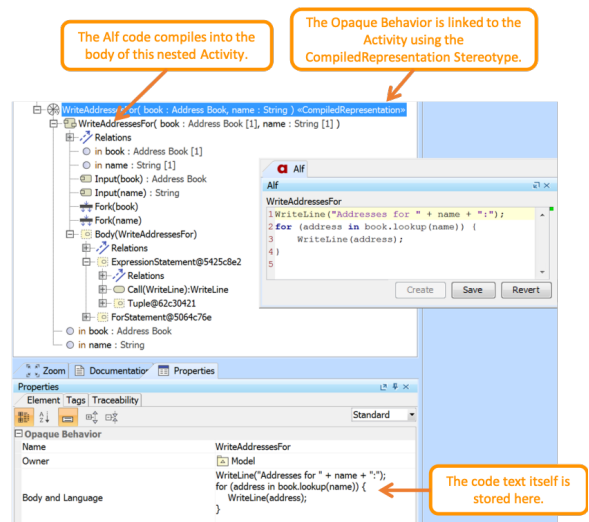 The Alf code compiles into the
body of this nested Activity.
The Opaque Behavior is linked to the
Activity using the
CompiledRepresentation Stereotype.
WriteAddressesFor( book : Address Book, name : String ) «CompiledRepresentation»
WriteAddressesFor( book : Address Book [1], name : String [1] )
Relations
in book : Address Book [1]
in name : String [1]
Input(book) : Address Book
Input(name) : String
Fork(book)
Fork(name)
Body(WriteAddressesFor)
Relations
ExpressionStatement@5425c8e2
Relations
Call(WriteLine):WriteLine
Tuple@62c30421
ForStatement@5064c76e
in book : Address Book
in name : String
Alf
Alf
WriteAddressesFor
1 WriteLine("Addresses for " + name + ":");
2 for (address in book.lookup(name)) {
3 WriteLine(address);
4 }
5
Create Save Revert
Zoom Documentation Properties
Properties
Element Tags Traceability
Standard
Opaque Behavior
Name WriteAddressesFor
Owner Model
Body and Language WriteLine("Addresses for " + name + ":");
for (address in book.lookup(name)) {
WriteLine(address);
}
The code text itself is
stored here.